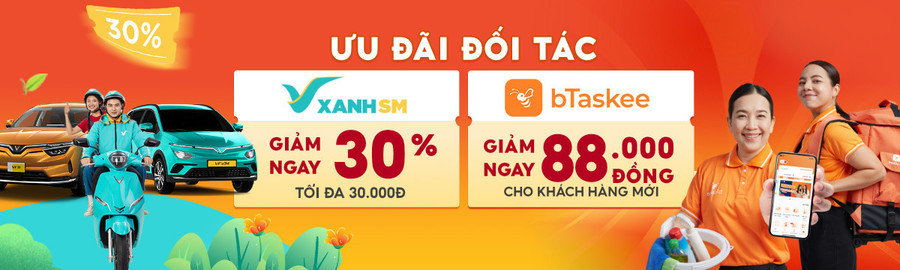 30%
ƯU ĐÃI ĐỐI TÁC
XANH SM
GIẢM NGAY 30%
TỐI ĐA 30.000Đ
bTaskee
GIẢM NGAY 88.000 ĐỒNG
CHO KHÁCH HÀNG MỚI